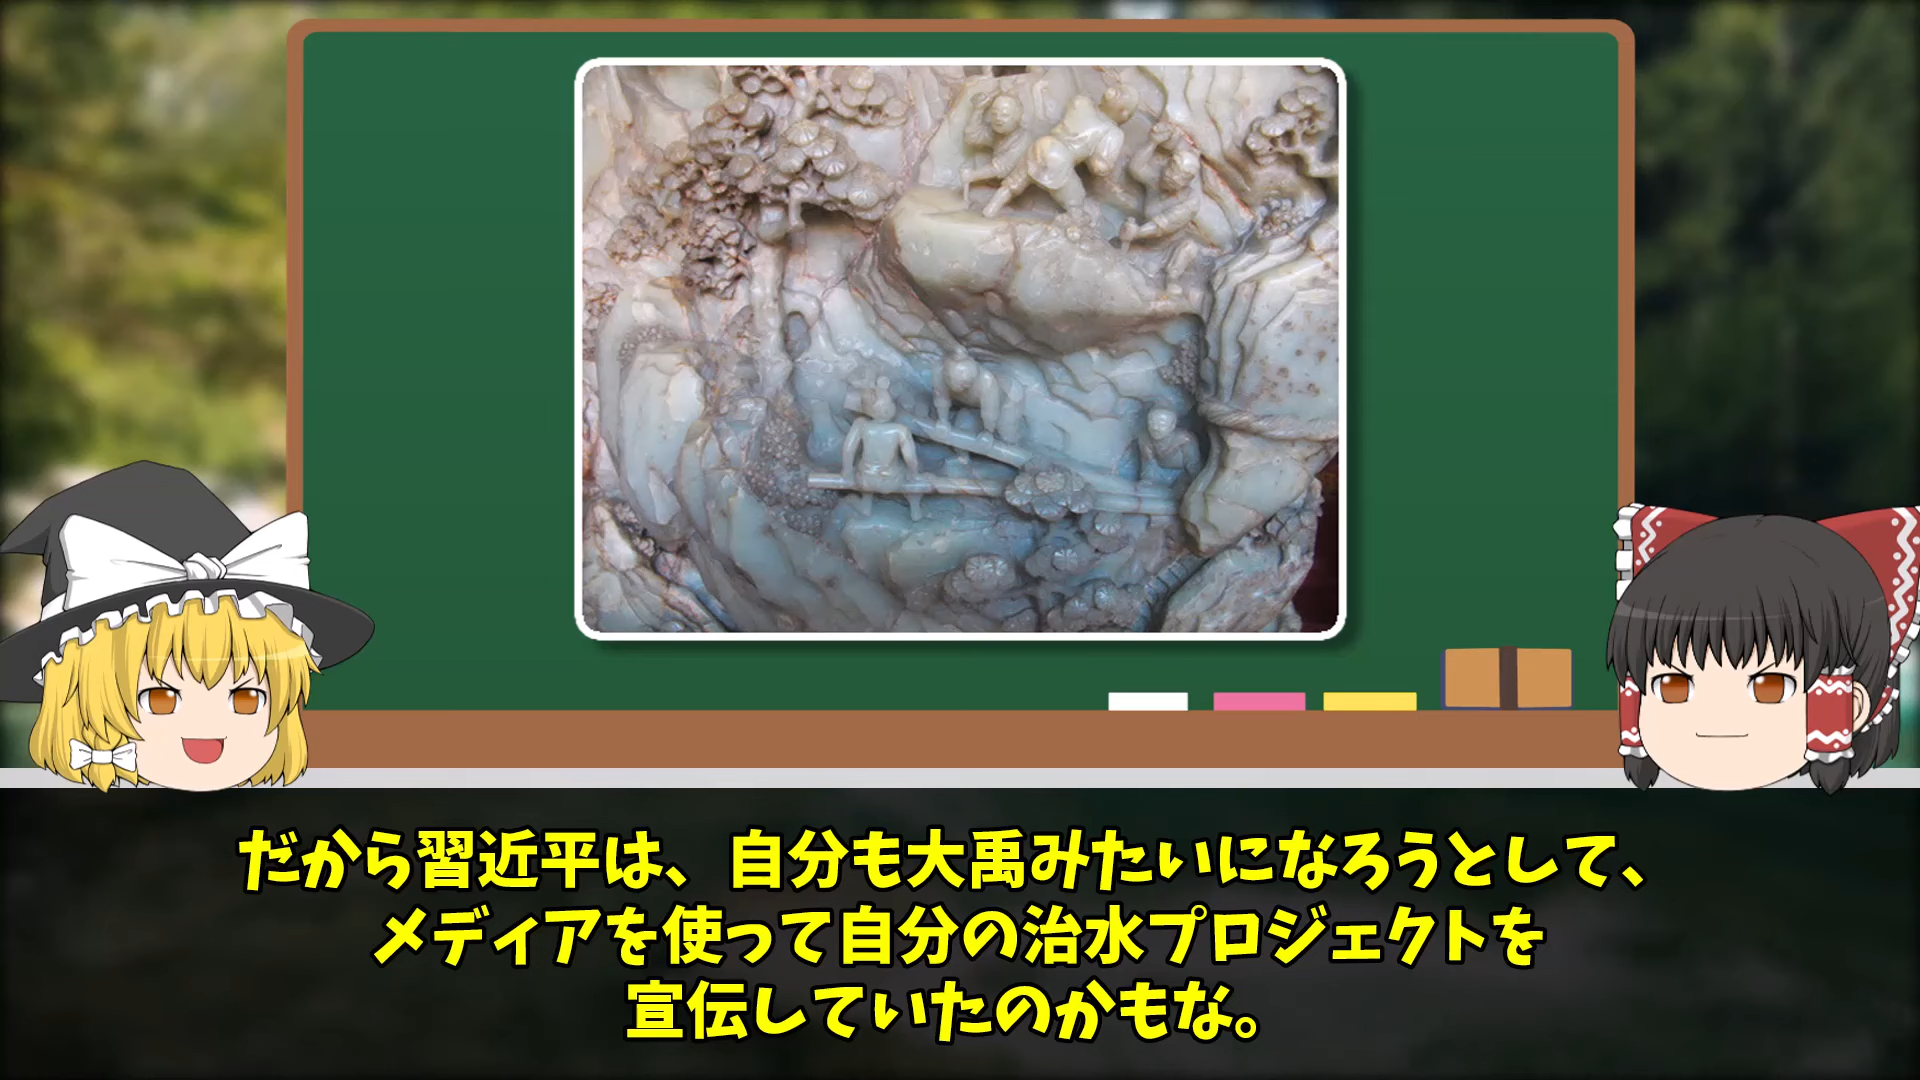 だから習近平は、自分も大禹みたいになろうとして、
メディアを使って自分の治水プロジェクトを
宣伝していたのかもな。